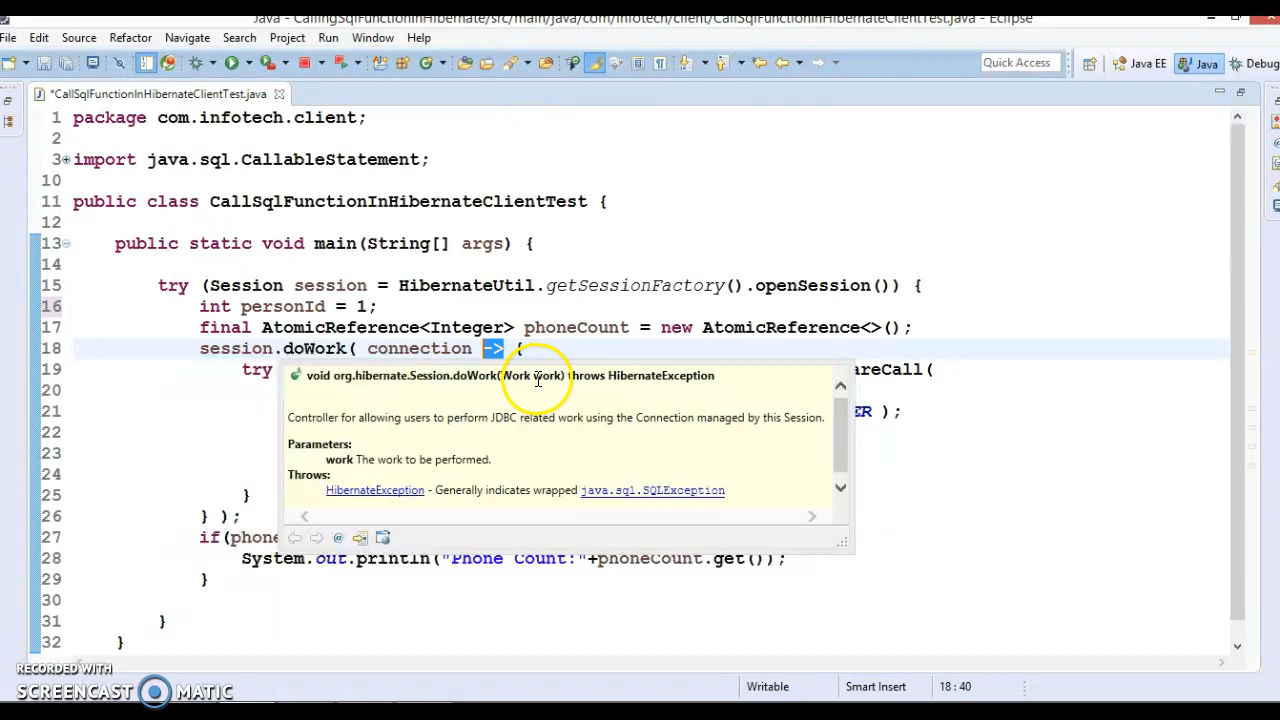 Java - CallingSqlFunctionInHibernate/src/main/java/com/infotech/client/CallSqlFunctionInHibernateClientTest.java - Eclipse
File Edit Source Refactor Navigate Search Project Run Window Help
Quick Access Java EE Java Debug
*CallSqlFunctionInHibernateClientTest.java
1 package com.infotech.client;
2
3 import java.sql.CallableStatement;
10
11 public class CallSqlFunctionInHibernateClientTest {
12
13 public static void main(String[] args) {
14
15 try (Session session = HibernateUtil.getSessionFactory().openSession()) {
16 int personId = 1;
17 final AtomicReference<Integer> phoneCount = new AtomicReference<>();
18 session.doWork( connection -> {
19 try areCall(
void org.hibernate.Session.doWork(Work work) throws HibernateException
21 ER );
Controller for allowing users to perform JDBC related work using the Connection managed by this Session.
22
Parameters:
23
work The work to be performed.
24
Throws:
HibernateException - Generally indicates wrapped java.sql.SQLException
25 }
26 } );
27 if(phone
28 System.out.println("Phone Count:"+phoneCount.get());
29 }
30
31 }
32 }
RECORDED WITH
SCREENCAST MATIC
Writable Smart Insert 18 : 40